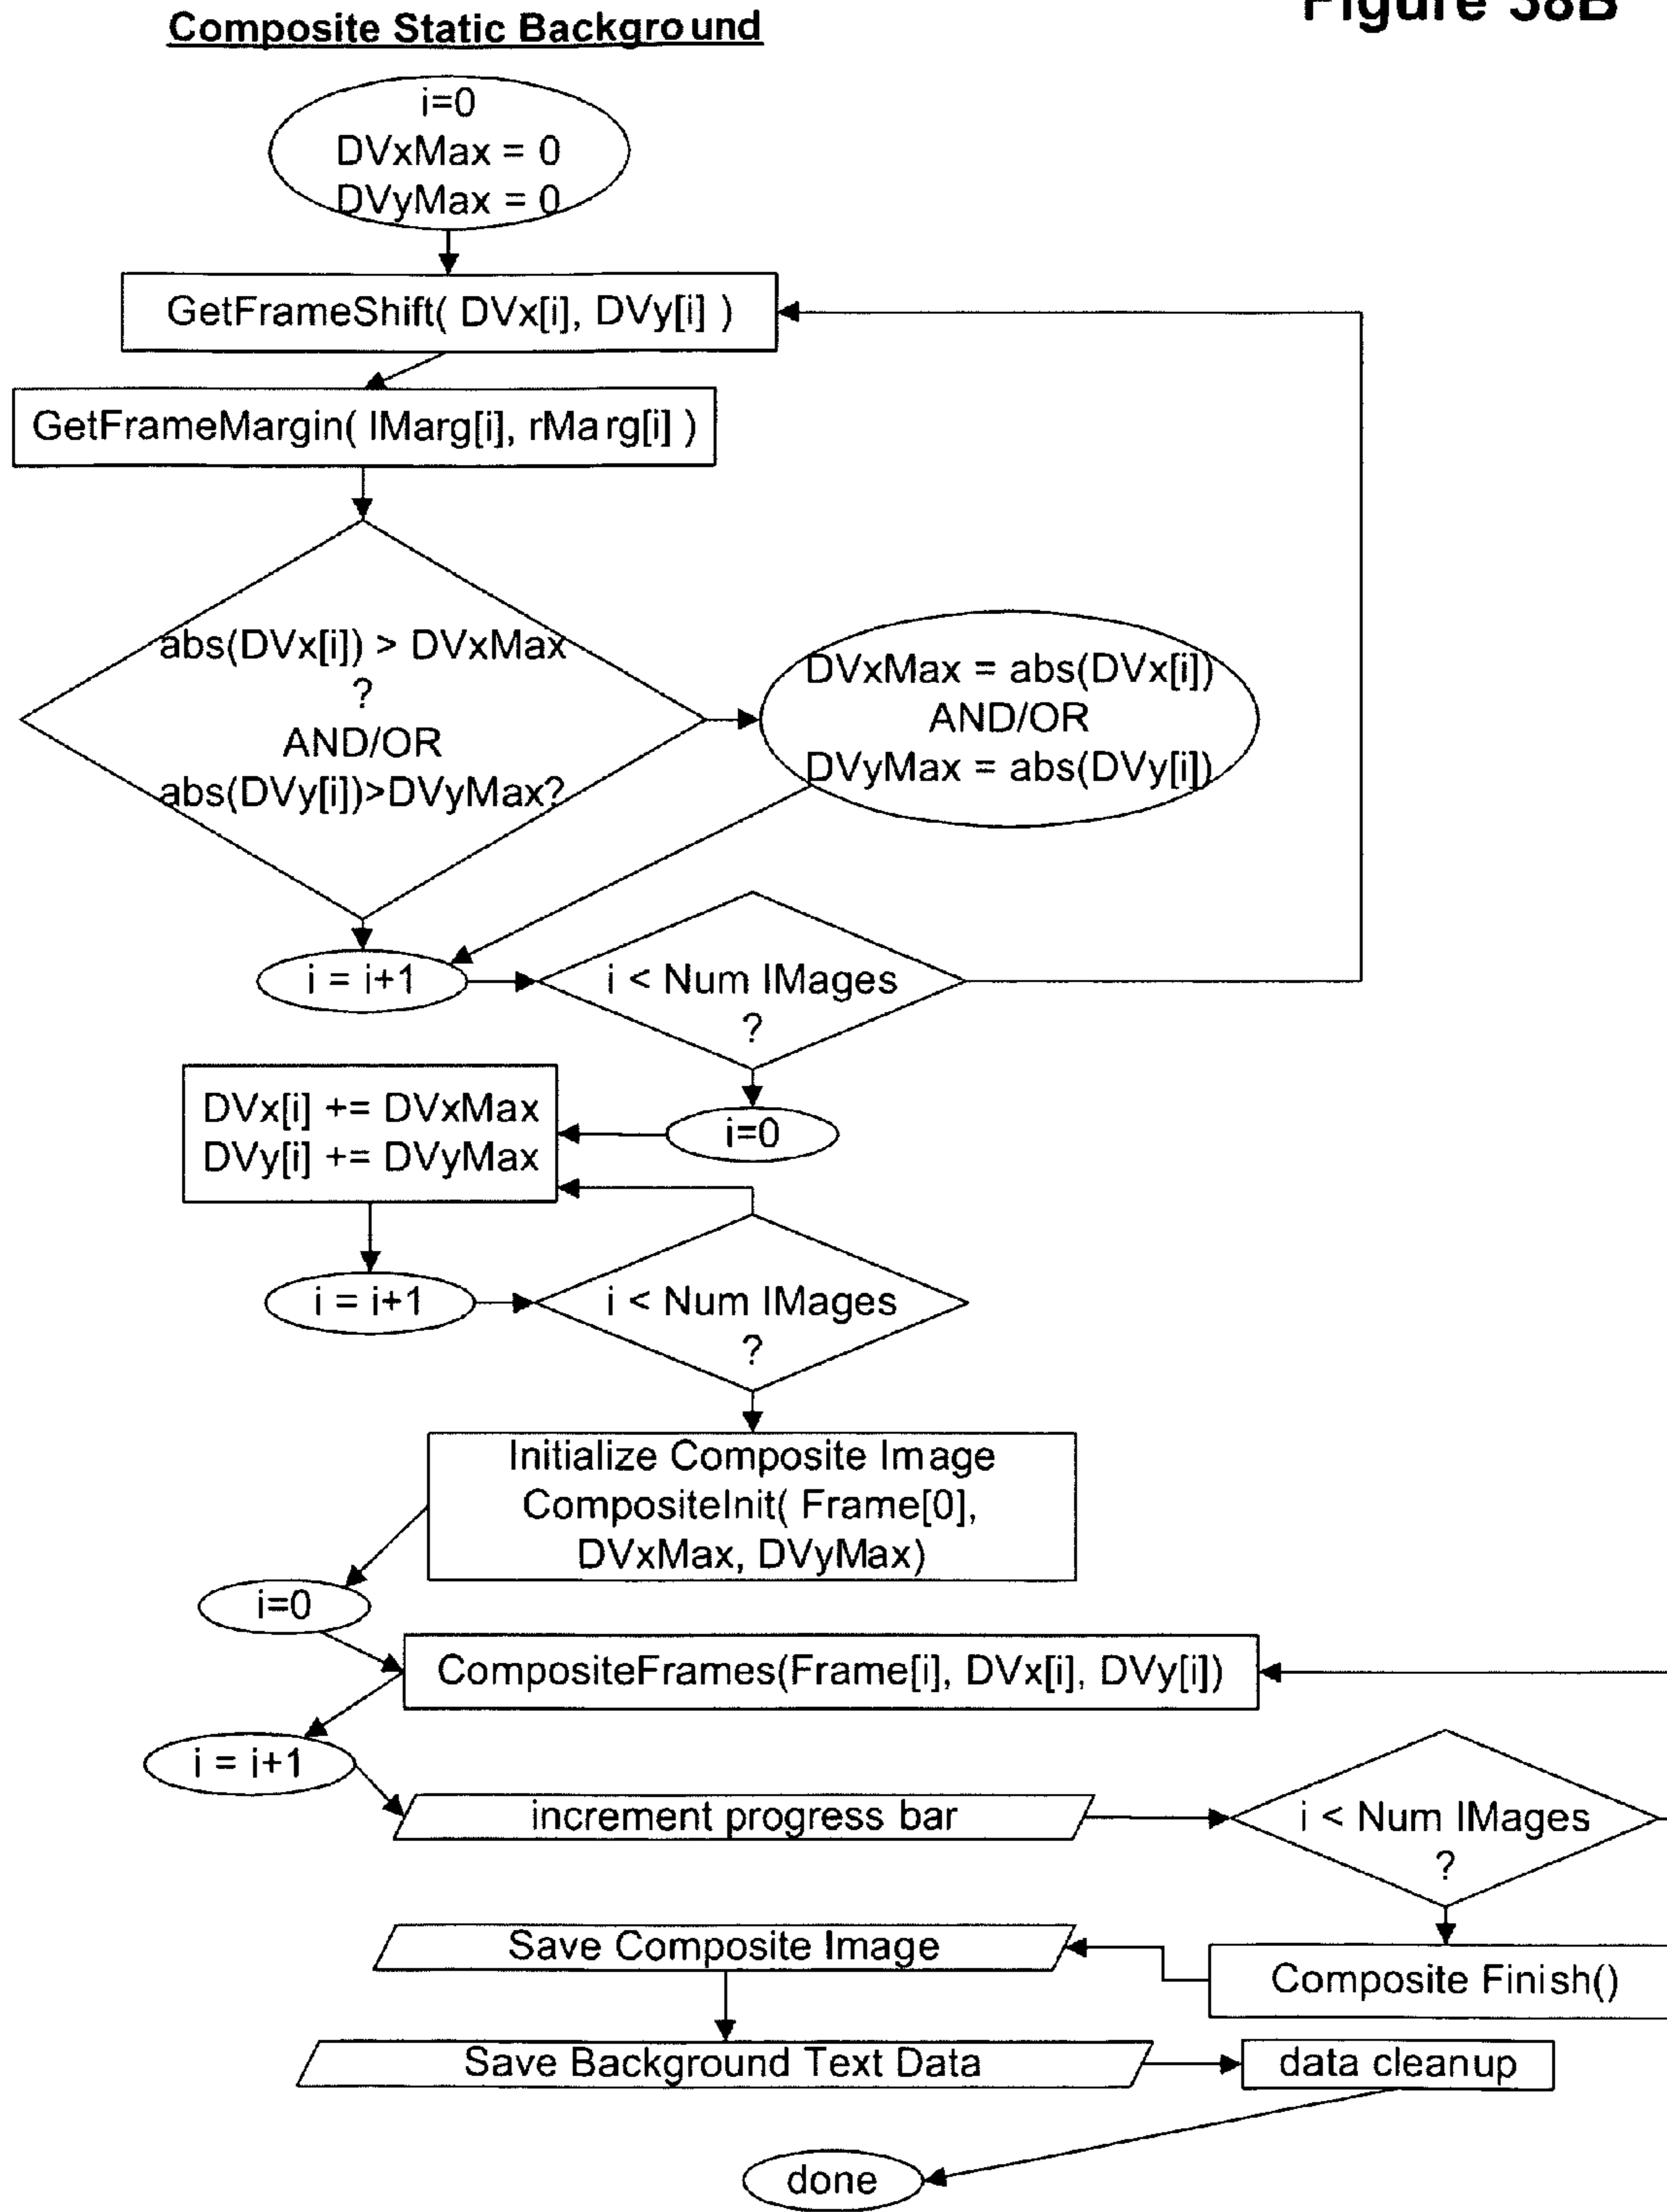 Figure 38B
Composite Static Background
i=0
DVxMax = 0
DVyMax = 0
GetFrameShift( DVx[i], DVy[i] )
GetFrameMargin( lMarg[i], rMarg[i] )
abs(DVx[i]) > DVxMax
?
AND/OR
abs(DVy[i])>DVyMax?
DVxMax = abs(DVx[i])
AND/OR
DVyMax = abs(DVy[i])
i = i+1
i < Num IMages
?
i=0
DVx[i] += DVxMax
DVy[i] += DVyMax
i = i+1
i < Num IMages
?
Initialize Composite Image
CompositeInit( Frame[0],
DVxMax, DVyMax)
i=0
CompositeFrames(Frame[i], DVx[i], DVy[i])
i = i+1
increment progress bar
i < Num IMages
?
Composite Finish()
Save Composite Image
Save Background Text Data
data cleanup
done